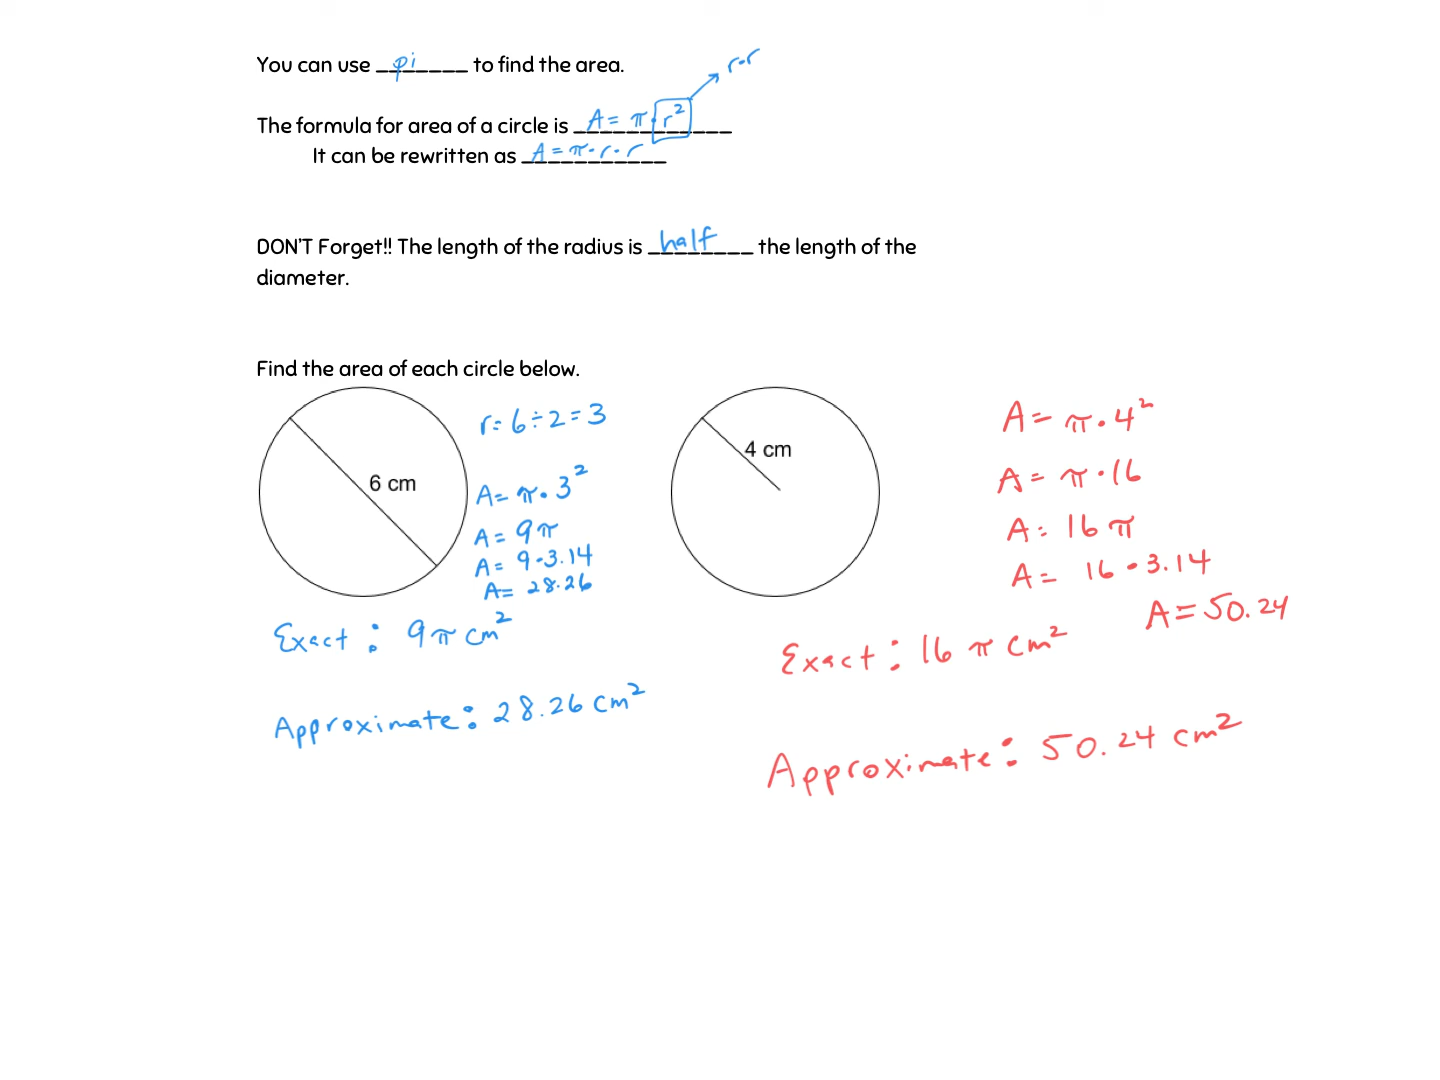 You can use pi to find the area.
r·r
The formula for area of a circle is A = π·r²
It can be rewritten as A = π·r·r
DON'T Forget!! The length of the radius is half the length of the
diameter.
Find the area of each circle below.
6 cm
r= 6÷2=3
A= π·3²
A= 9π
A= 9·3.14
A= 28.26
Exact: 9π cm²
Approximate: 28.26 cm²
4 cm
A= π·4²
A= π·16
A= 16π
A= 16·3.14
A=50.24
Exact: 16π cm²
Approximate: 50.24 cm²